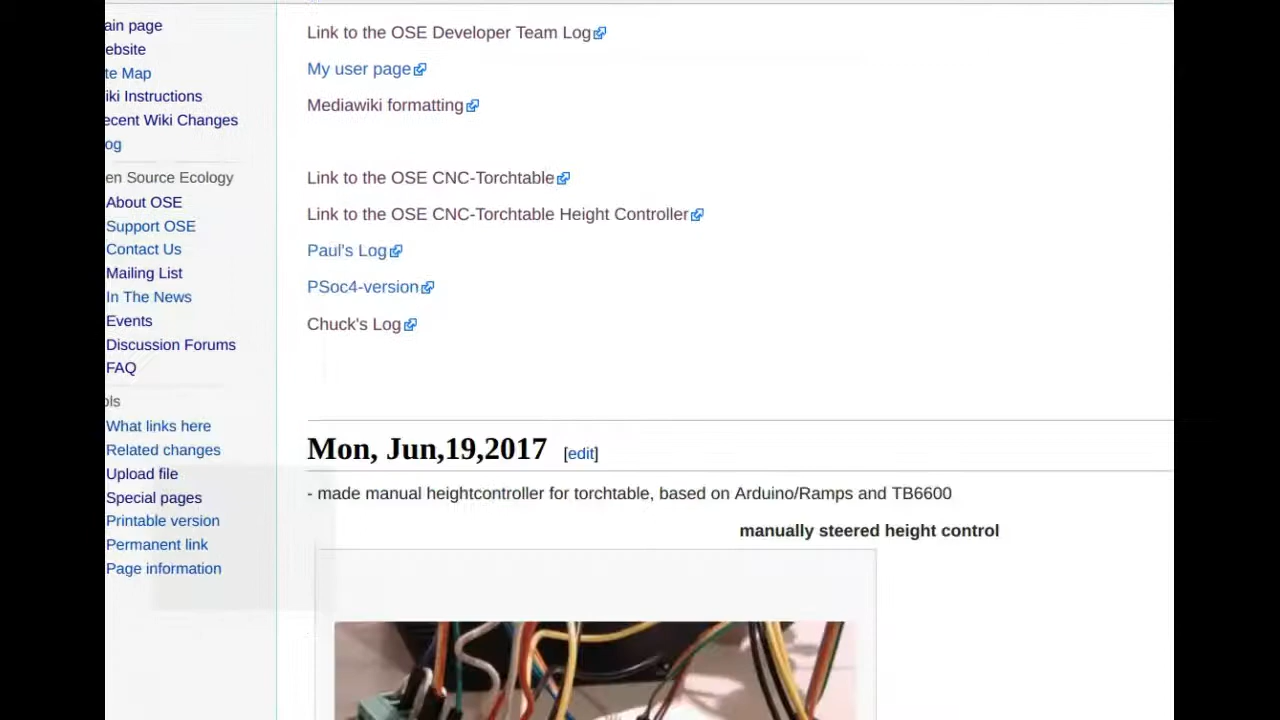 ain page
ebsite
te Map
iki Instructions
ecent Wiki Changes
og
en Source Ecology
About OSE
Support OSE
Contact Us
Mailing List
In The News
Events
Discussion Forums
FAQ
ols
What links here
Related changes
Upload file
Special pages
Printable version
Permanent link
Page information
Link to the OSE Developer Team Log
My user page
Mediawiki formatting
Link to the OSE CNC-Torchtable
Link to the OSE CNC-Torchtable Height Controller
Paul's Log
PSoc4-version
Chuck's Log
Mon, Jun,19,2017 [edit]
- made manual heightcontroller for torchtable, based on Arduino/Ramps and TB6600
manually steered height control